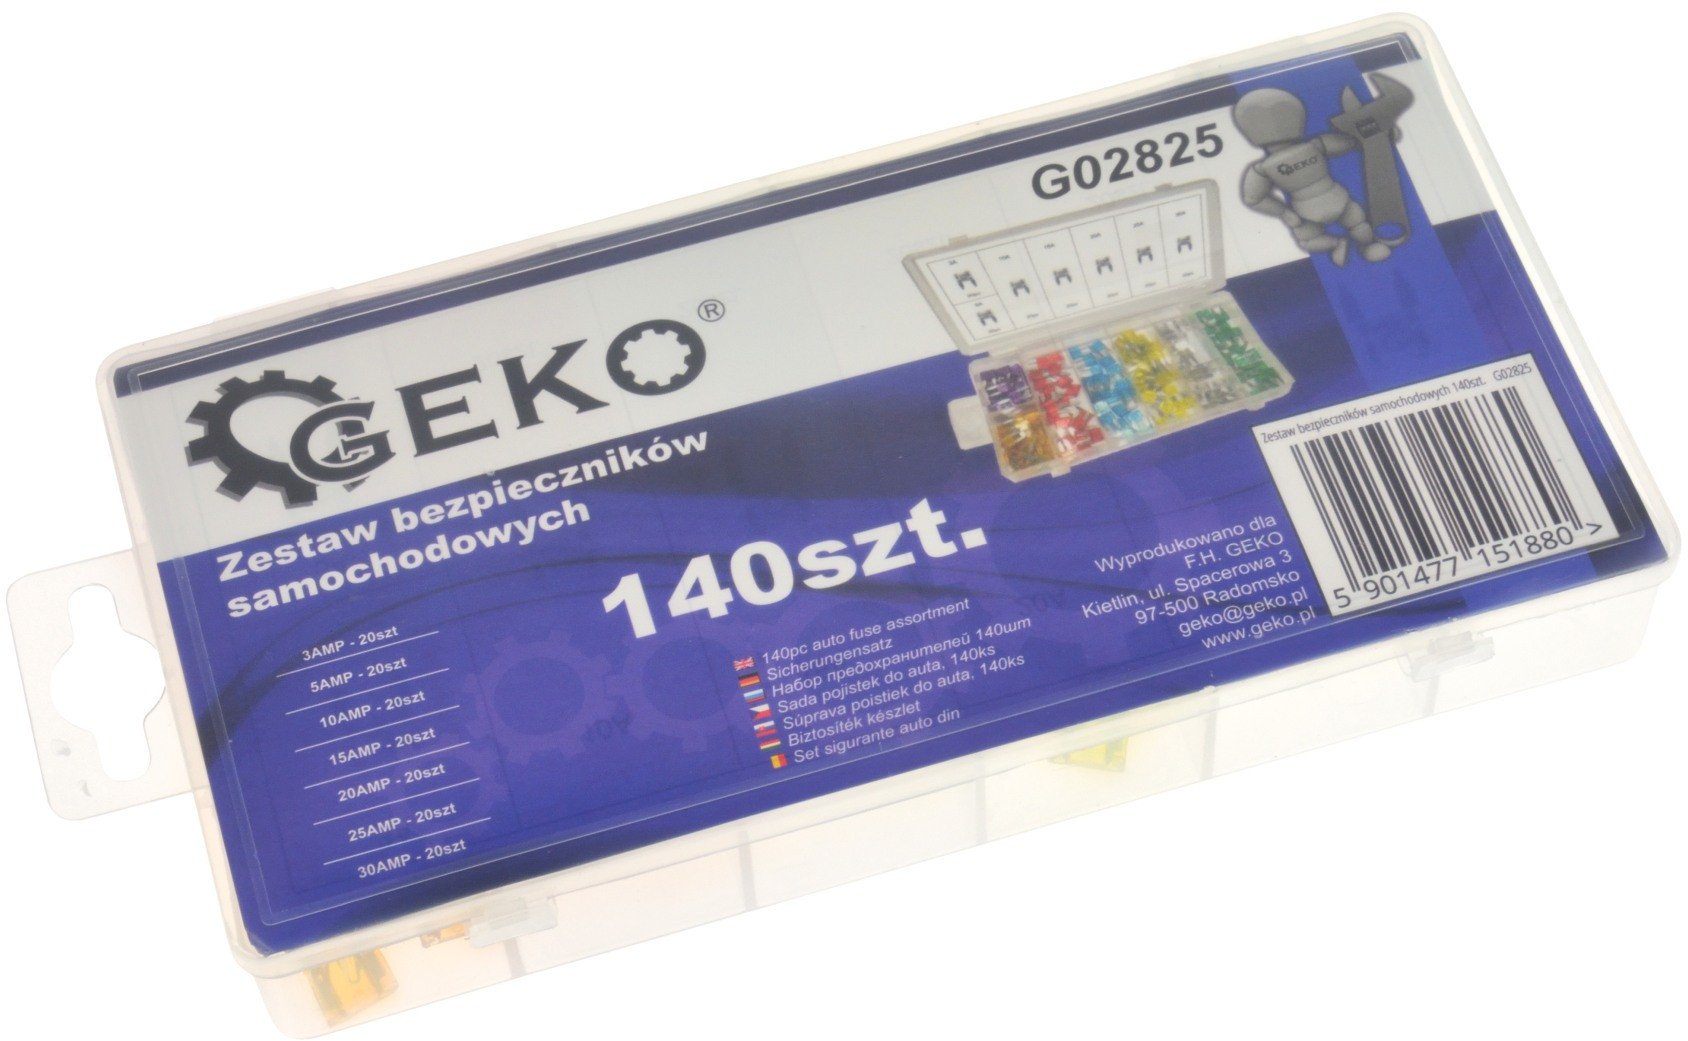 G02825
GEKO
GEKO®
Zestaw bezpieczników
samochodowych
140szt.
3AMP - 20szt
5AMP - 20szt
10AMP - 20szt
15AMP - 20szt
20AMP - 20szt
25AMP - 20szt
30AMP - 20szt
140pc auto fuse assortment
Sicherungensatz
Набор предохранителей 140шт
Sada pojistek do auta, 140ks
Súprava poistiek do auta, 140ks
Biztosíték készlet
Set sigurante auto din
Wyprodukowano dla
F.H. GEKO
Kietlin, ul. Spacerowa 3
97-500 Radomsko
geko@geko.pl
www.geko.pl
Zestaw bezpieczników samochodowych 140szt. G02825
5 901477 151880 >